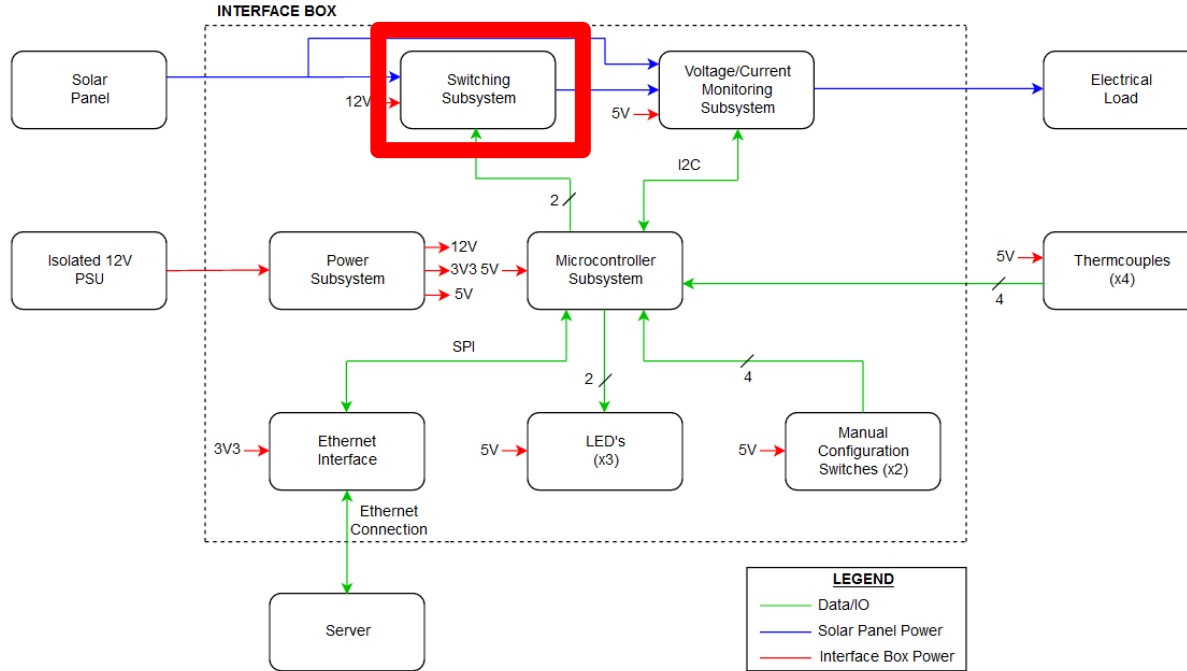 INTERFACE BOX
Solar
Panel
Switching
Subsystem
12V
Voltage/Current
Monitoring
Subsystem
5V
Electrical
Load
I2C
2
Isolated 12V
PSU
Power
Subsystem
12V
3V3
5V
5V
Microcontroller
Subsystem
5V
Thermcouples
(x4)
4
SPI
2
4
3V3
Ethernet
Interface
5V
LED's
(x3)
5V
Manual
Configuration
Switches (x2)
Ethernet
Connection
Server
LEGEND
Data/IO
Solar Panel Power
Interface Box Power